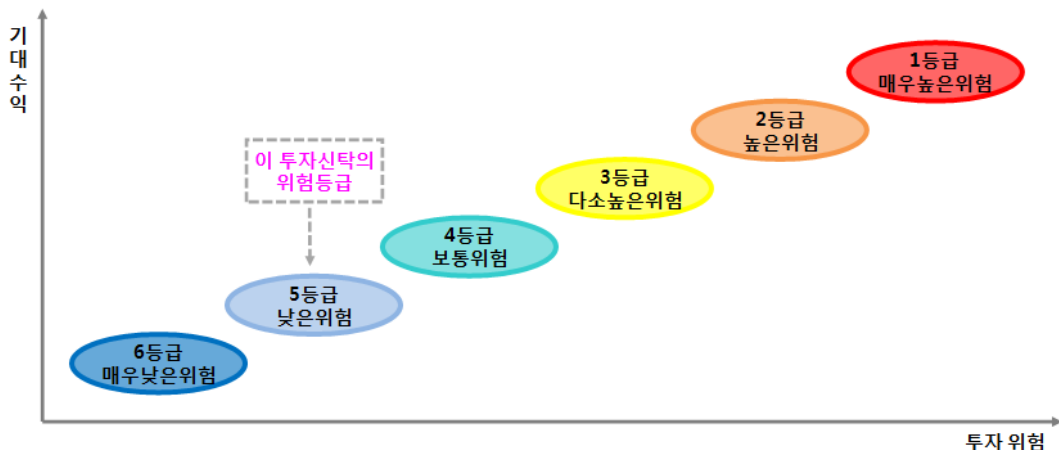 기대수익
1등급
매우높은위험
2등급
높은위험
이 투자신탁의
위험등급
3등급
다소높은위험
4등급
보통위험
5등급
낮은위험
6등급
매우낮은위험
투자 위험